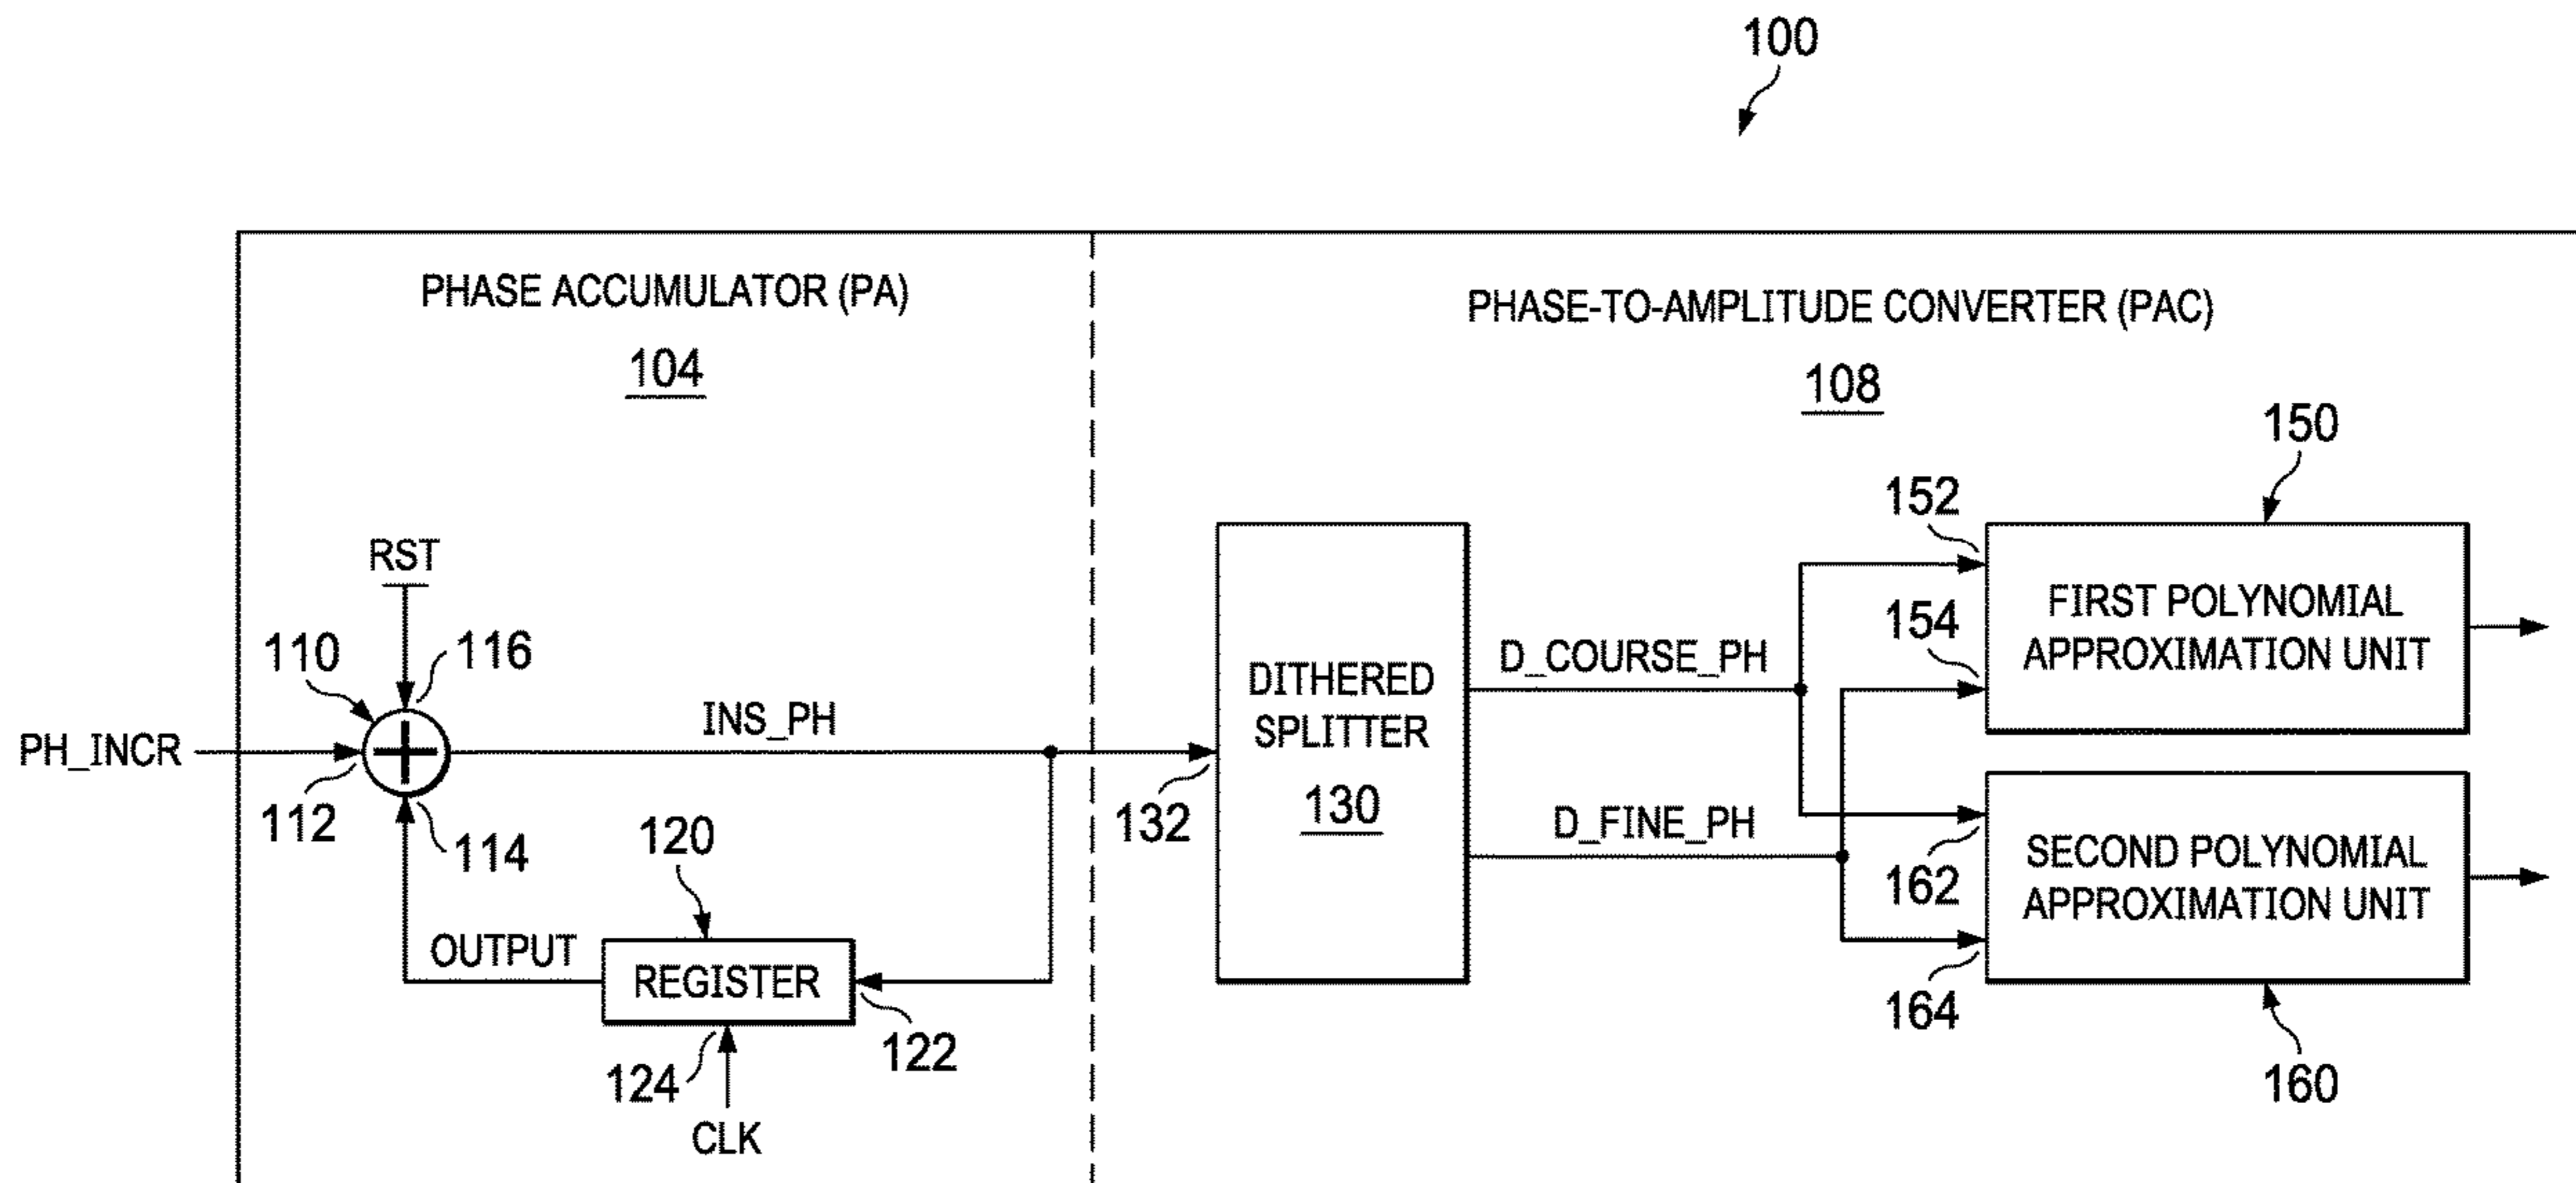 100
PHASE ACCUMULATOR (PA)
104
PHASE-TO-AMPLITUDE CONVERTER (PAC)
108
150
152
RST
FIRST POLYNOMIAL
APPROXIMATION UNIT
154
110
116
D_COURSE_PH
DITHERED
SPLITTER
130
INS_PH
PH_INCR
112
114
132
120
D_FINE_PH
162
SECOND POLYNOMIAL
APPROXIMATION UNIT
OUTPUT
REGISTER
164
122
124
160
CLK